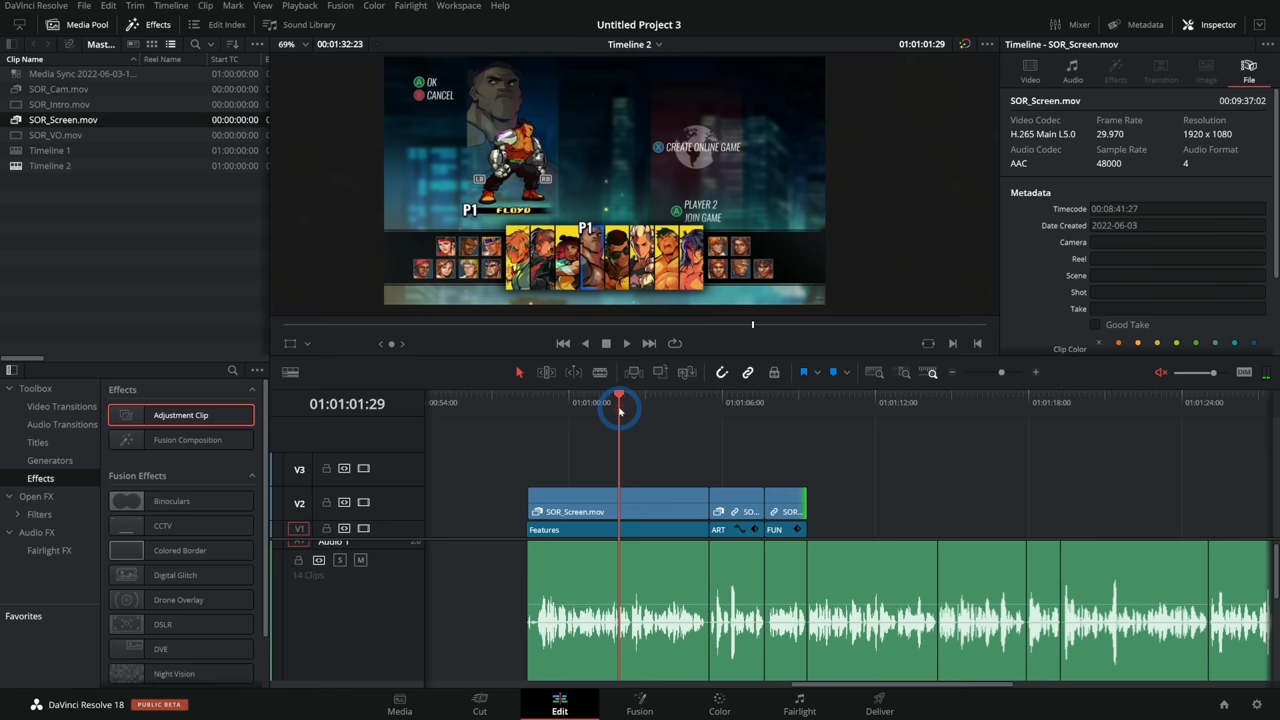 DaVinci Resolve File Edit Trim Timeline Clip Mark View Playback Fusion Color Fairlight Workspace Help
Media Pool Effects Edit Index Sound Library Untitled Project 3 Mixer Metadata Inspector
Mast... 69% 00:01:32:23 Timeline 2 01:01:01:29 Timeline - SOR_Screen.mov
Clip Name Reel Name Start TC
Media Sync 2022-06-03-1... 01:00:00:00
SOR_Cam.mov 00:00:00:00
SOR_Intro.mov 00:00:00:00
SOR_Screen.mov 00:00:00:00
SOR_VO.mov 00:00:00:00
Timeline 1 01:00:00:00
Timeline 2 01:00:00:00
A OK
B CANCEL
X CREATE ONLINE GAME
LB RB
P1 FLOYD
A PLAYER 2
JOIN GAME
P1
Video Audio Effects Transition Image File
SOR_Screen.mov 00:09:37:02
Video Codec Frame Rate Resolution
H.265 Main L5.0 29.970 1920 x 1080
Audio Codec Sample Rate Audio Format
AAC 48000 4
Metadata
Timecode 00:08:41:27
Date Created 2022-06-03
Camera
Reel
Scene
Shot
Take
Good Take
Clip Color
Toolbox
Video Transitions
Audio Transitions
Titles
Generators
Effects
Open FX
Filters
Audio FX
Fairlight FX
Favorites
Effects
Adjustment Clip
Fusion Composition
Fusion Effects
Binoculars
CCTV
Colored Border
Digital Glitch
Drone Overlay
DSLR
DVE
Night Vision
DIM
01:01:01:29
00:54:00 01:01:00:00 01:01:06:00 01:01:12:00 01:01:18:00 01:01:24:00
V3
V2
SOR_Screen.mov SO... SOR...
V1
Features ART FUN
A1 Audio 1 2.0
S M
14 Clips
DaVinci Resolve 18 PUBLIC BETA
Media Cut Edit Fusion Color Fairlight Deliver